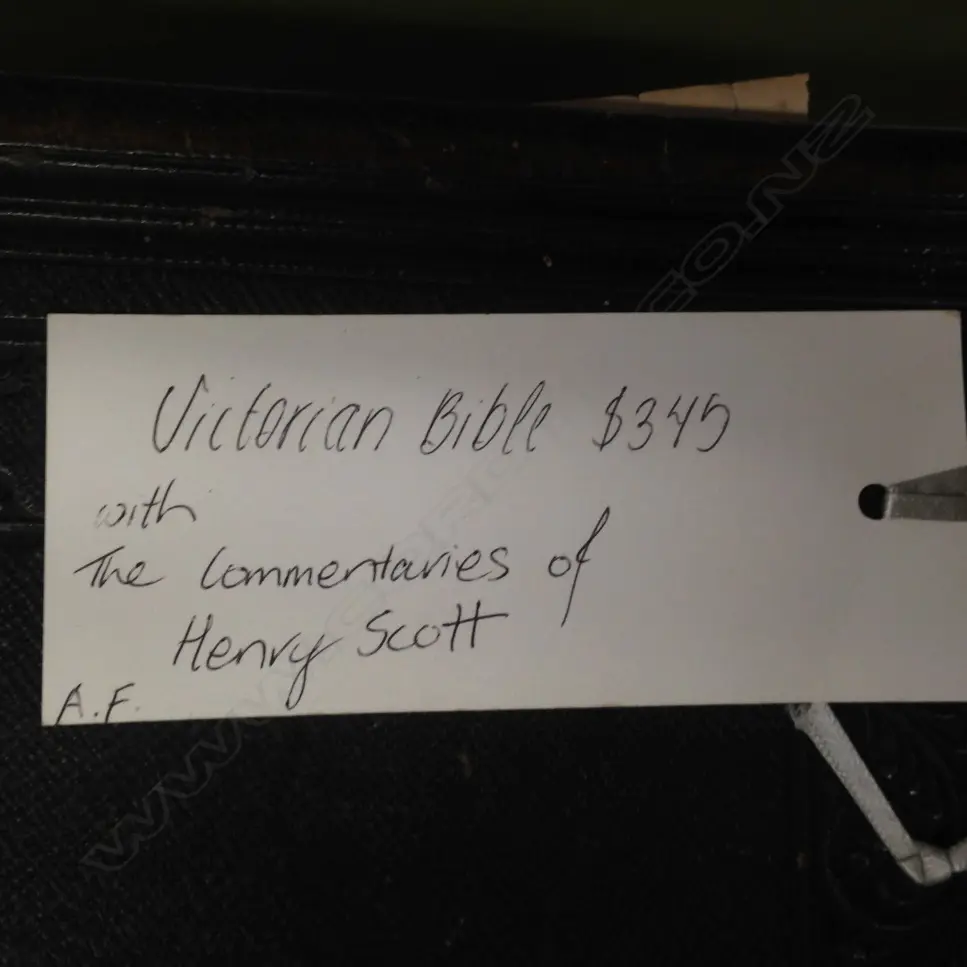 Victorian Bible $345
with
The Commentaries of
Henry Scott
A.F.